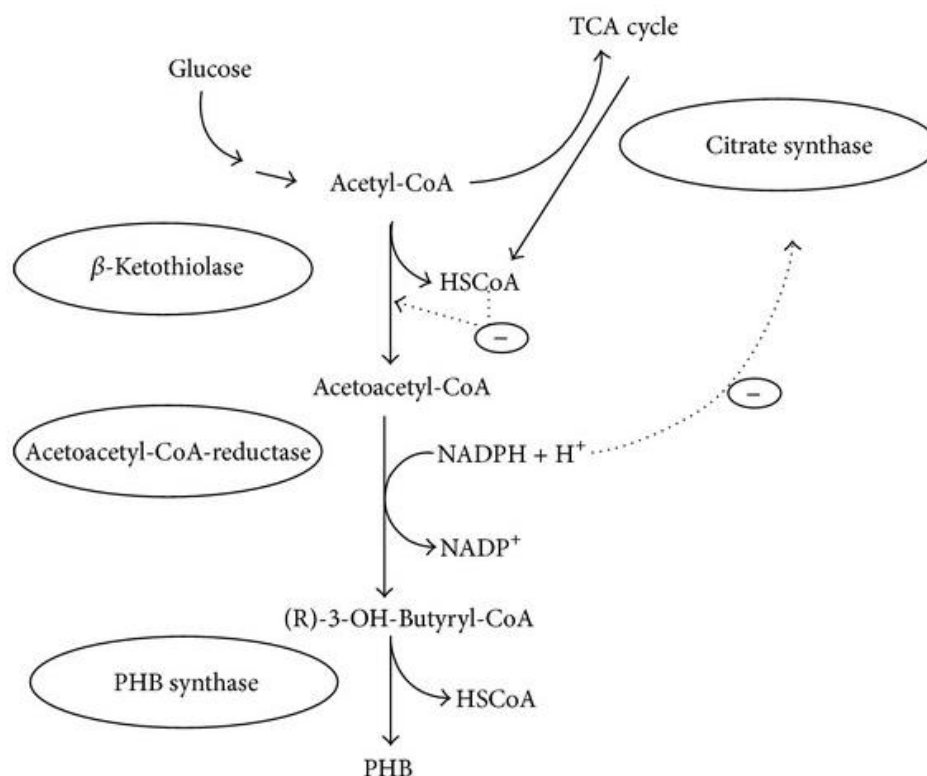 TCA cycle
Glucose
Citrate synthase
Acetyl-CoA
β-Ketothiolase
HSCoA
−
Acetoacetyl-CoA
−
Acetoacetyl-CoA-reductase
NADPH + H⁺
NADP⁺
(R)-3-OH-Butyryl-CoA
PHB synthase
HSCoA
PHB